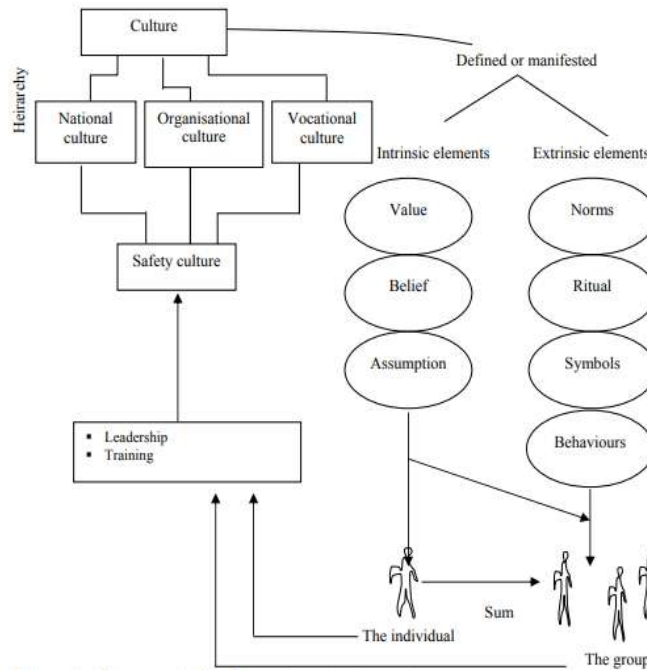 Culture
Heirarchy
Defined or manifested
National
culture
Organisational
culture
Vocational
culture
Intrinsic elements
Extrinsic elements
Value
Norms
Safety culture
Belief
Ritual
Assumption
Symbols
▪ Leadership
▪ Training
Behaviours
Sum
The individual
The group